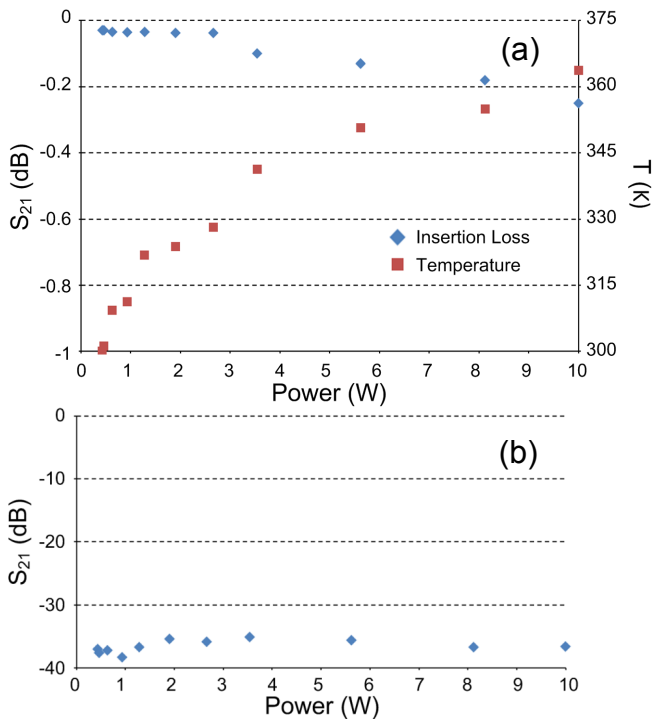 0
-0.2
-0.4
-0.6
-0.8
-1
S21 (dB)
(a)
375
360
345
330
315
300
T (K)
Insertion Loss
Temperature
0 1 2 3 4 5 6 7 8 9 10
Power (W)
0
-10
-20
-30
-40
S21 (dB)
(b)
0 1 2 3 4 5 6 7 8 9 10
Power (W)